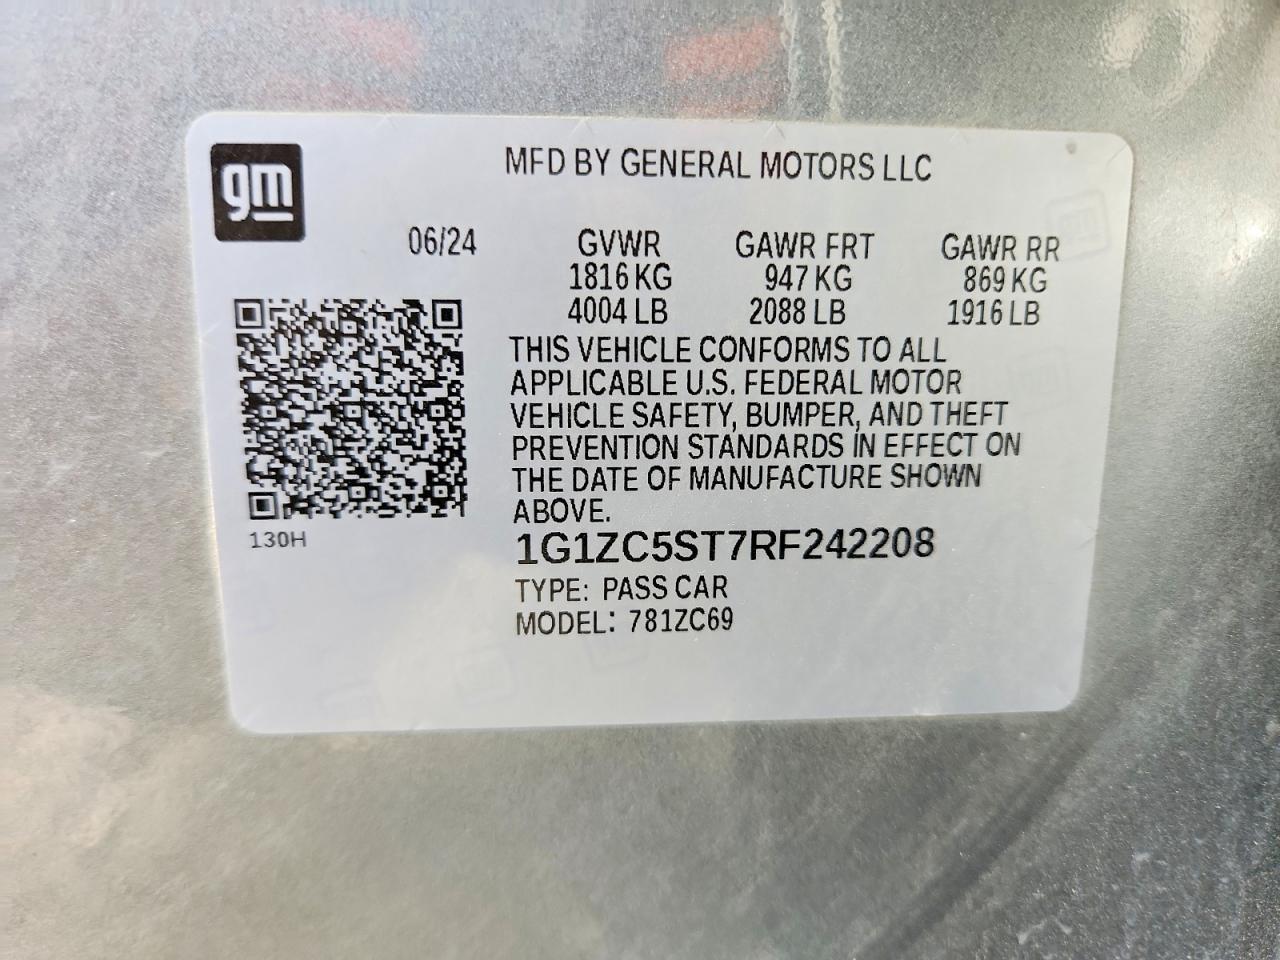 gm
MFD BY GENERAL MOTORS LLC
06/24 GVWR GAWR FRT GAWR RR
1816 KG 947 KG 869 KG
4004 LB 2088 LB 1916 LB
THIS VEHICLE CONFORMS TO ALL
APPLICABLE U.S. FEDERAL MOTOR
VEHICLE SAFETY, BUMPER, AND THEFT
PREVENTION STANDARDS IN EFFECT ON
THE DATE OF MANUFACTURE SHOWN
ABOVE.
130H
1G1ZC5ST7RF242208
TYPE: PASS CAR
MODEL: 781ZC69